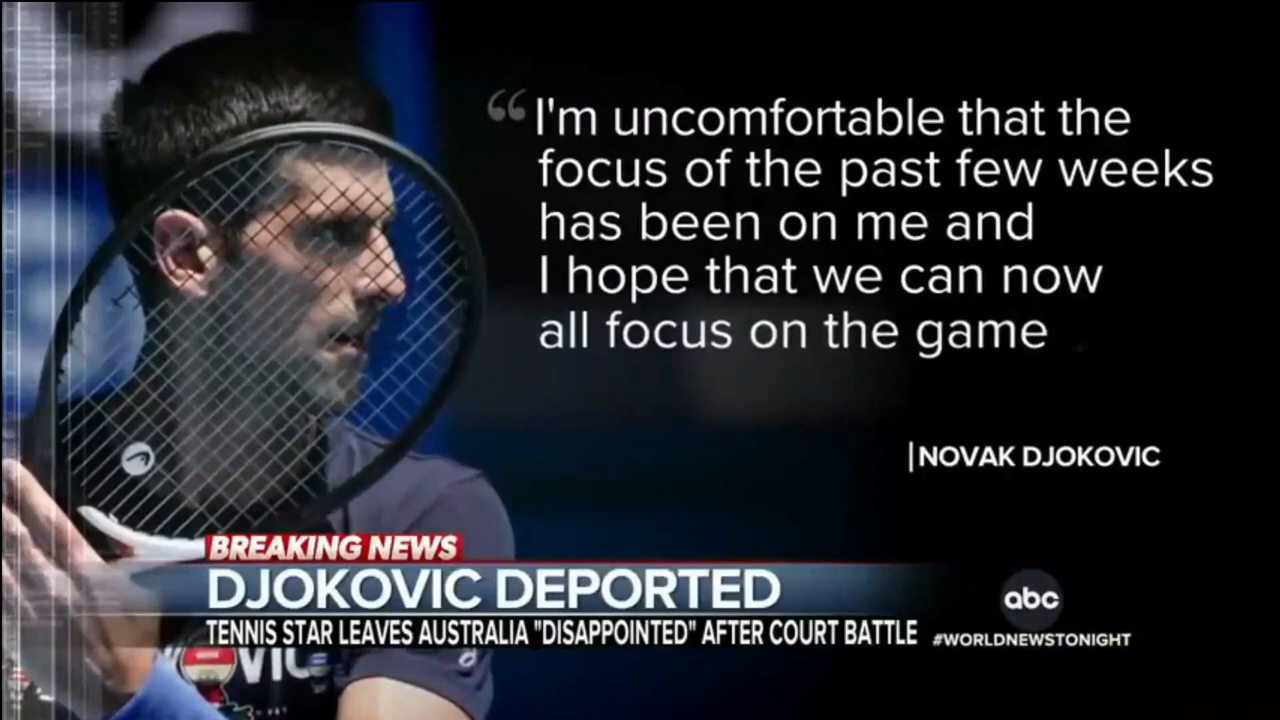 “I'm uncomfortable that the
focus of the past few weeks
has been on me and
I hope that we can now
all focus on the game
|NOVAK DJOKOVIC
BREAKING NEWS
DJOKOVIC DEPORTED
TENNIS STAR LEAVES AUSTRALIA "DISAPPOINTED" AFTER COURT BATTLE
abc
#WORLDNEWSTONIGHT